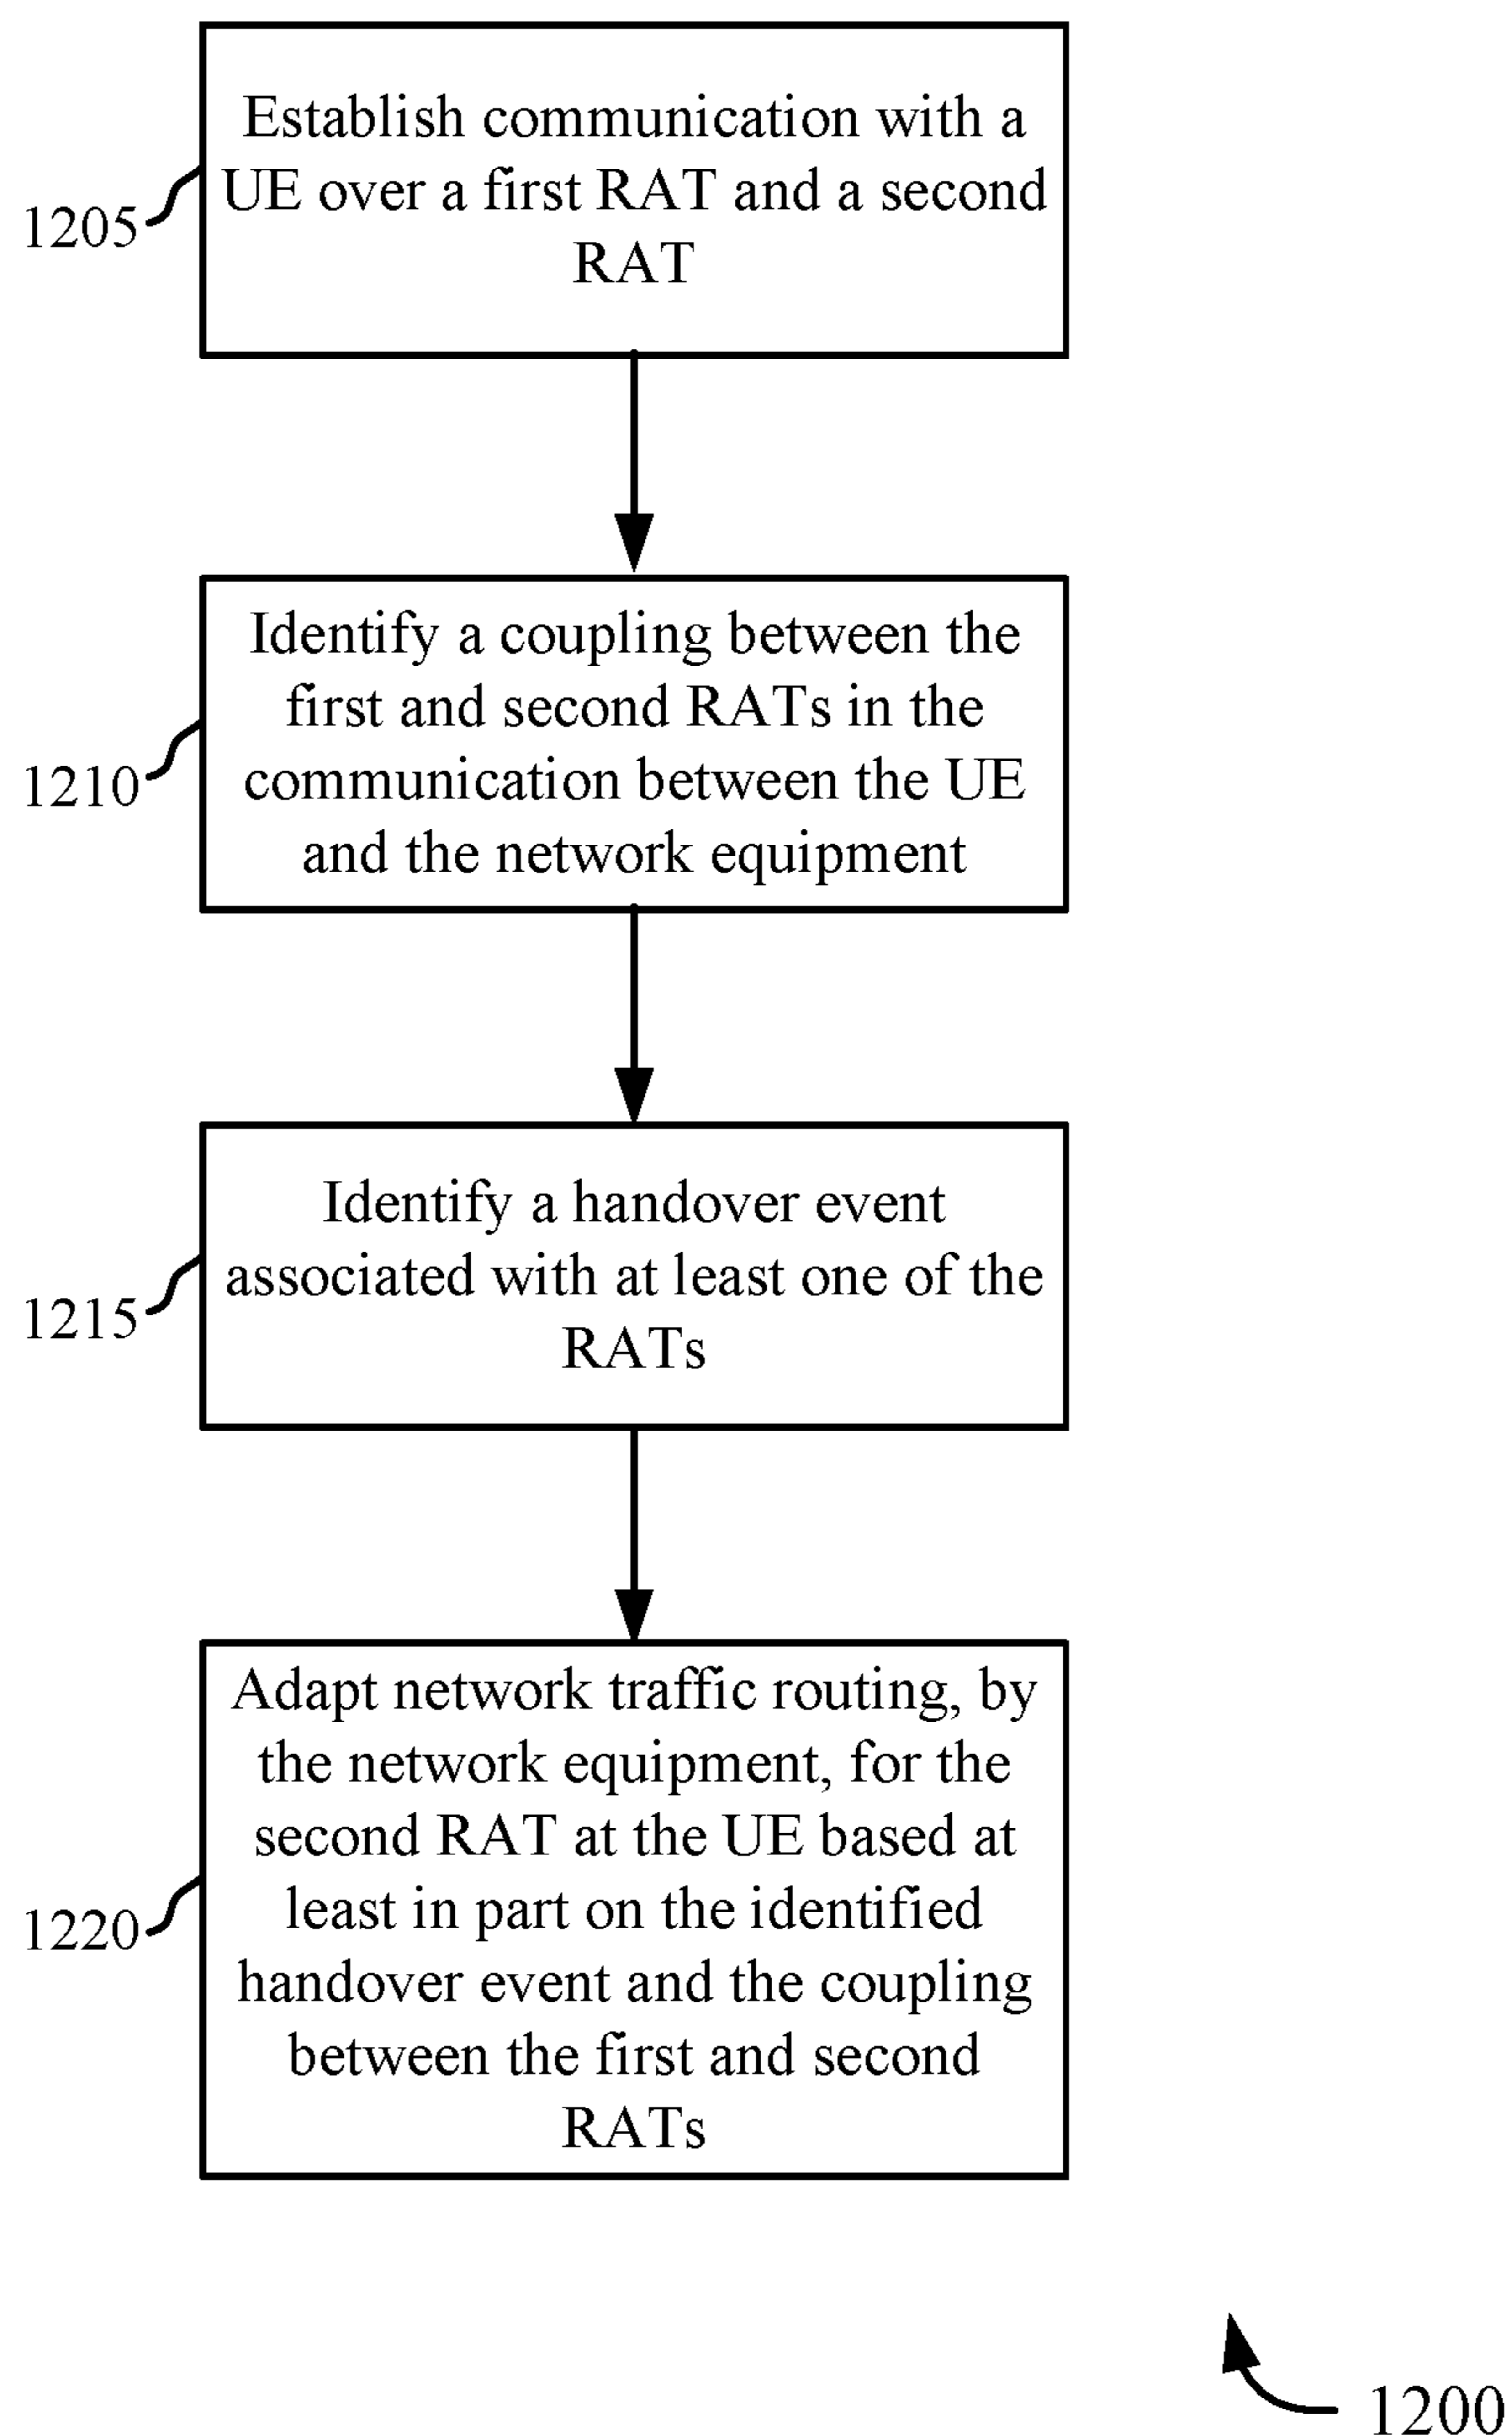 Establish communication with a
UE over a first RAT and a second
RAT
1205
Identify a coupling between the
first and second RATs in the
communication between the UE
and the network equipment
1210
Identify a handover event
associated with at least one of the
RATs
1215
Adapt network traffic routing, by
the network equipment, for the
second RAT at the UE based at
least in part on the identified
handover event and the coupling
between the first and second
RATs
1220
1200